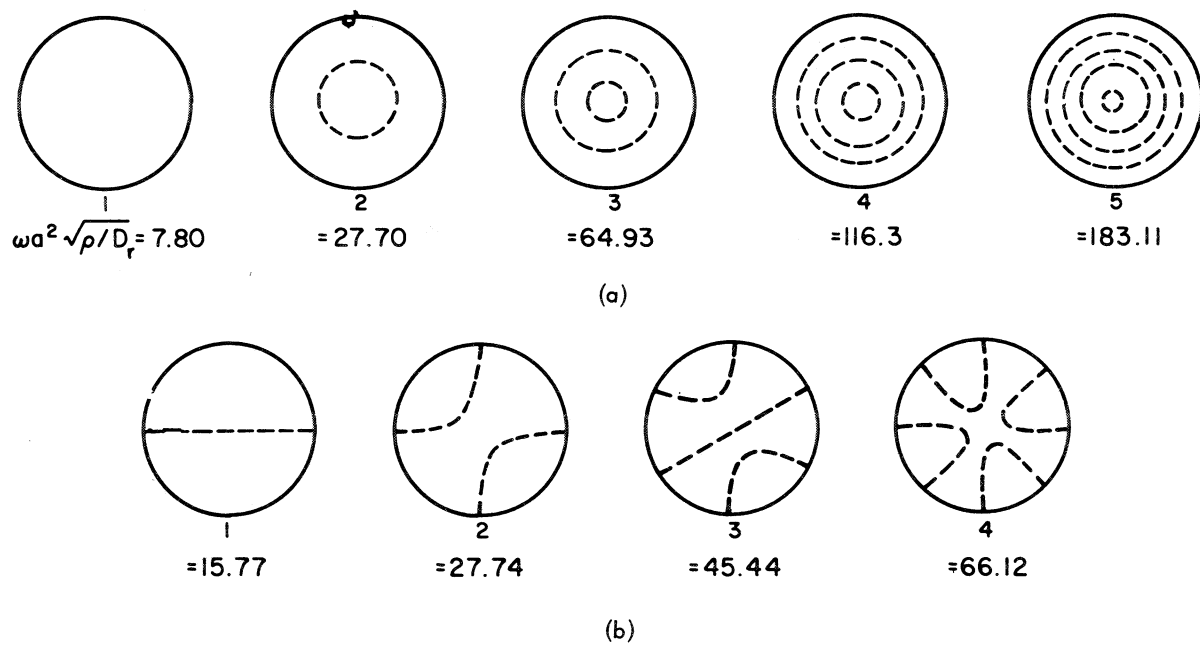 1 2 3 4 5
ωa² √ρ/Dᵣ = 7.80 =27.70 =64.93 =116.3 =183.11
(a)
1 2 3 4
=15.77 =27.74 =45.44 =66.12
(b)